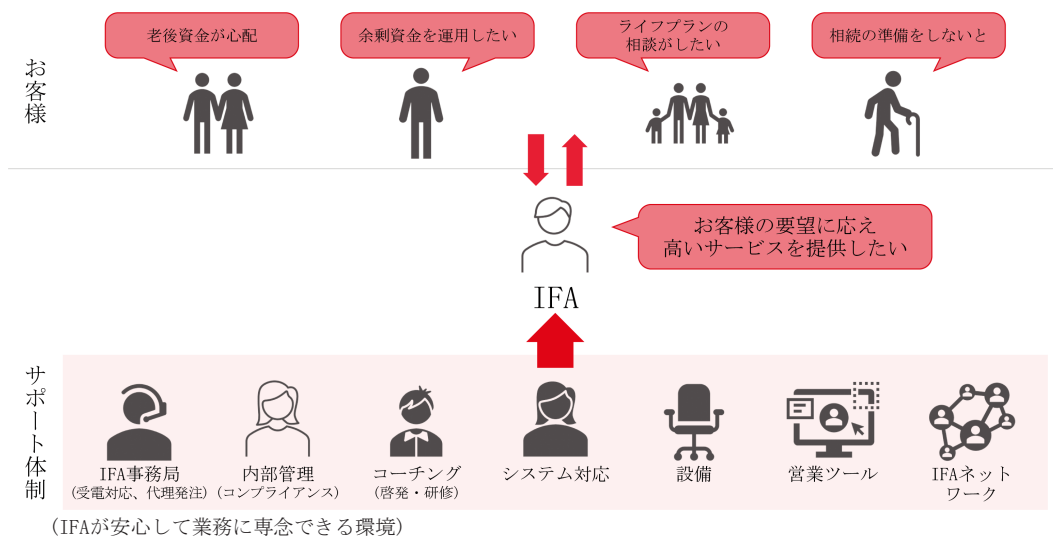 お客様
老後資金が心配
余剰資金を運用したい
ライフプランの
相談がしたい
相続の準備をしないと
お客様の要望に応え
高いサービスを提供したい
IFA
サポート体制
IFA事務局
(受電対応、代理発注)
内部管理
(コンプライアンス)
コーチング
(啓発・研修)
システム対応
設備
営業ツール
IFAネット
ワーク
(IFAが安心して業務に専念できる環境)